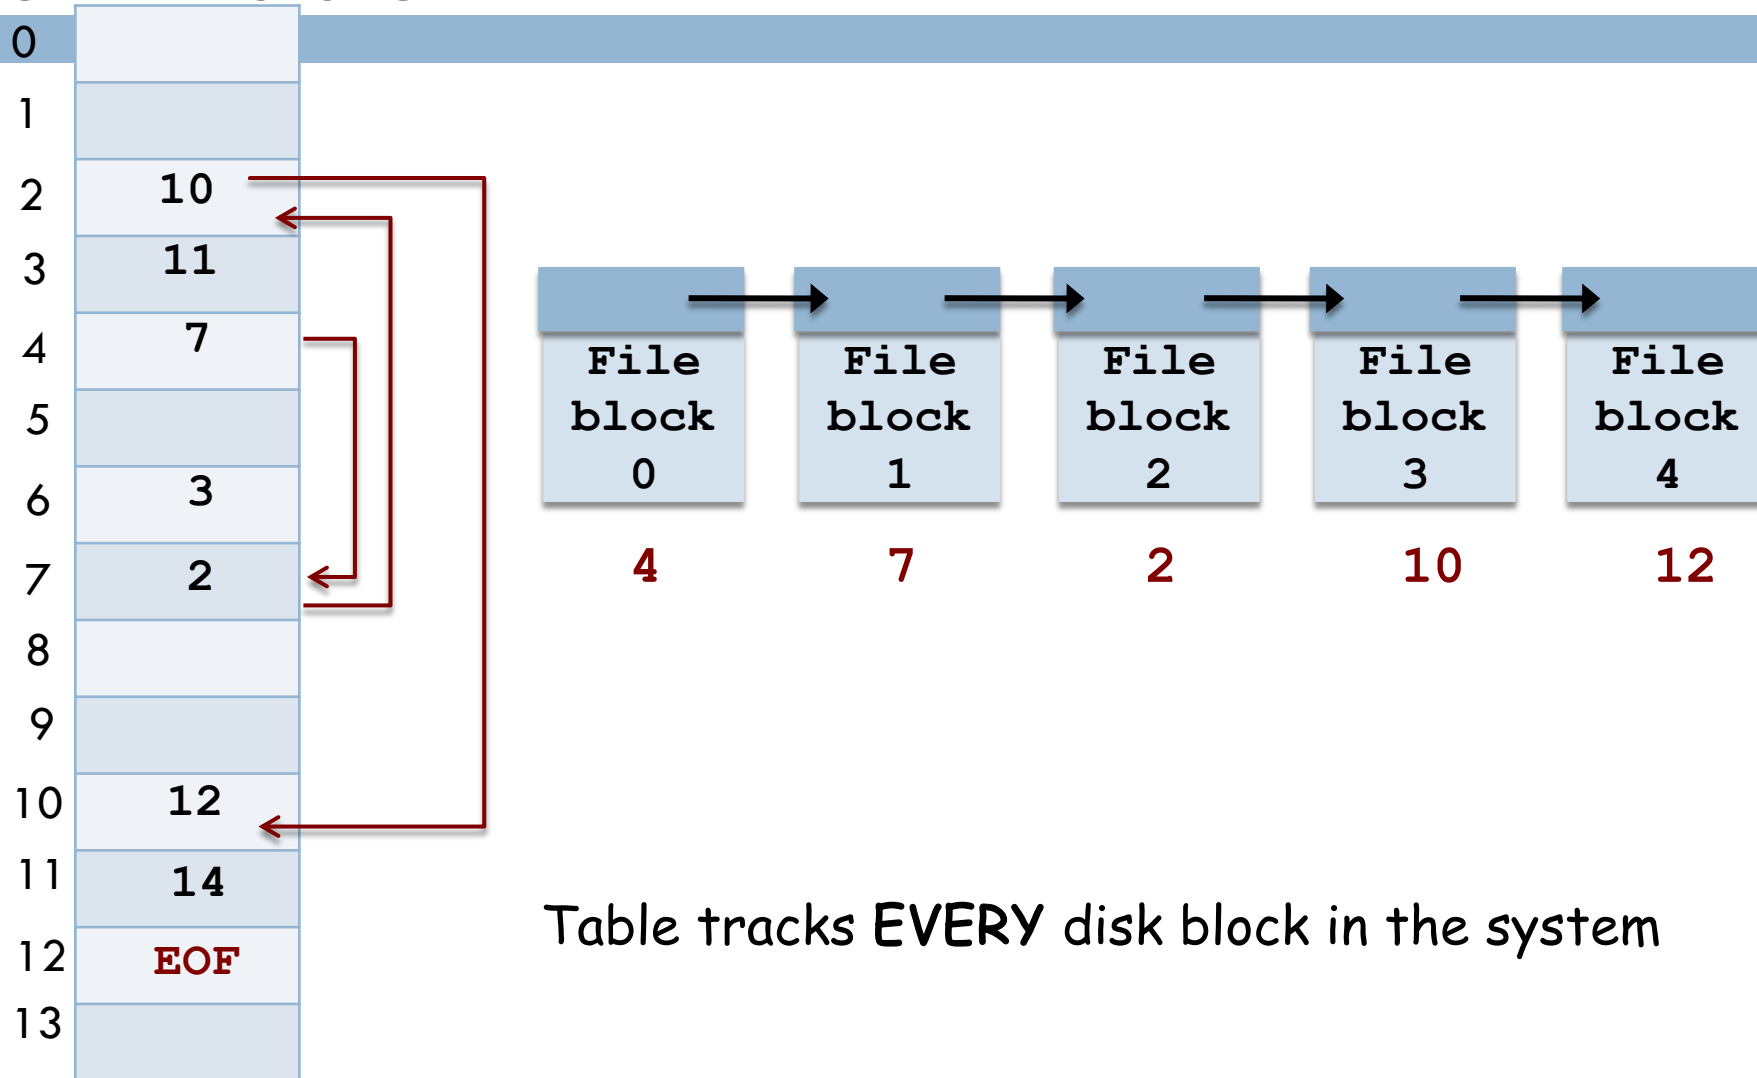 0
1
2 10
3 11
4 7
5
6 3
7 2
8
9
10 12
11 14
12 EOF
13
File block 0
File block 1
File block 2
File block 3
File block 4
4 7 2 10 12
Table tracks EVERY disk block in the system